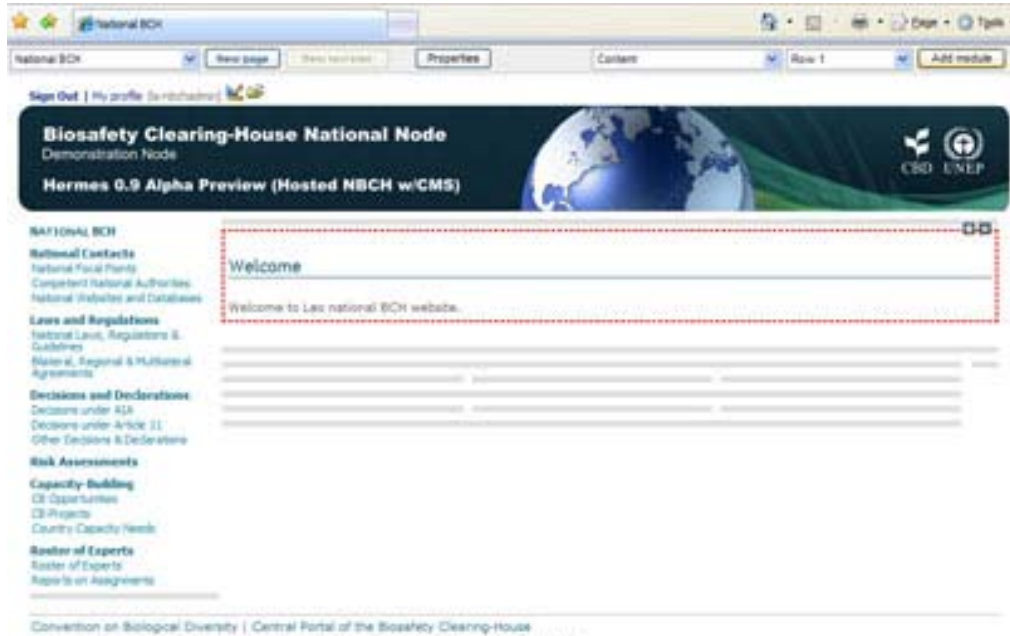 National BCH
Page
Tools
National BCH
New page
Properties
Content
Row 1
Add module
Sign Out | My profile
Biosafety Clearing-House National Node
Demonstration Node
Hermes 0.9 Alpha Preview (Hosted NBCH w/CMS)
CBD UNEP
NATIONAL BCH
National Contacts
National Focal Points
Competent National Authorities
National Websites and Databases
Laws and Regulations
National Laws, Regulations & Guidelines
Bilateral, Regional & Multilateral Agreements
Decisions and Declarations
Decisions under AIA
Decisions under Article 11
Other Decisions & Declarations
Risk Assessments
Capacity-Building
CB Opportunities
CB Projects
Country Capacity Needs
Roster of Experts
Roster of Experts
Reports on Assignments
Welcome
Welcome to Leo national BCH website.
Convention on Biological Diversity | Central Portal of the Biosafety Clearing-House